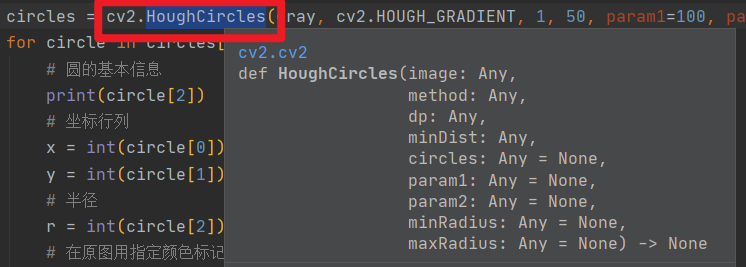 circles = cv2.HoughCircles(gray, cv2.HOUGH_GRADIENT, 1, 50, param1=100, pa
for circle in circles[
# 圆的基本信息
print(circle[2])
# 坐标行列
x = int(circle[0])
y = int(circle[1])
# 半径
r = int(circle[2])
# 在原图用指定颜色标记
cv2.cv2
def HoughCircles(image: Any,
method: Any,
dp: Any,
minDist: Any,
circles: Any = None,
param1: Any = None,
param2: Any = None,
minRadius: Any = None,
maxRadius: Any = None) -> None